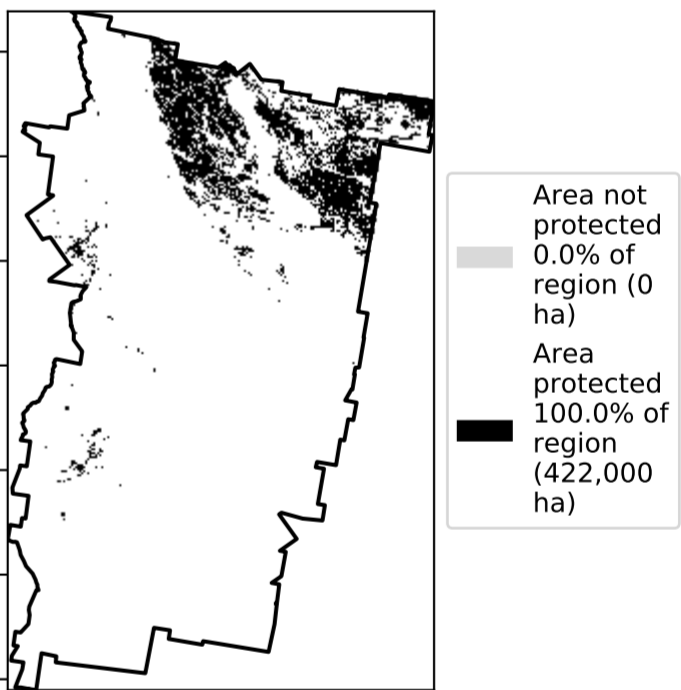 Area not
protected
0.0% of
region (0
ha)
Area
protected
100.0% of
region
(422,000
ha)